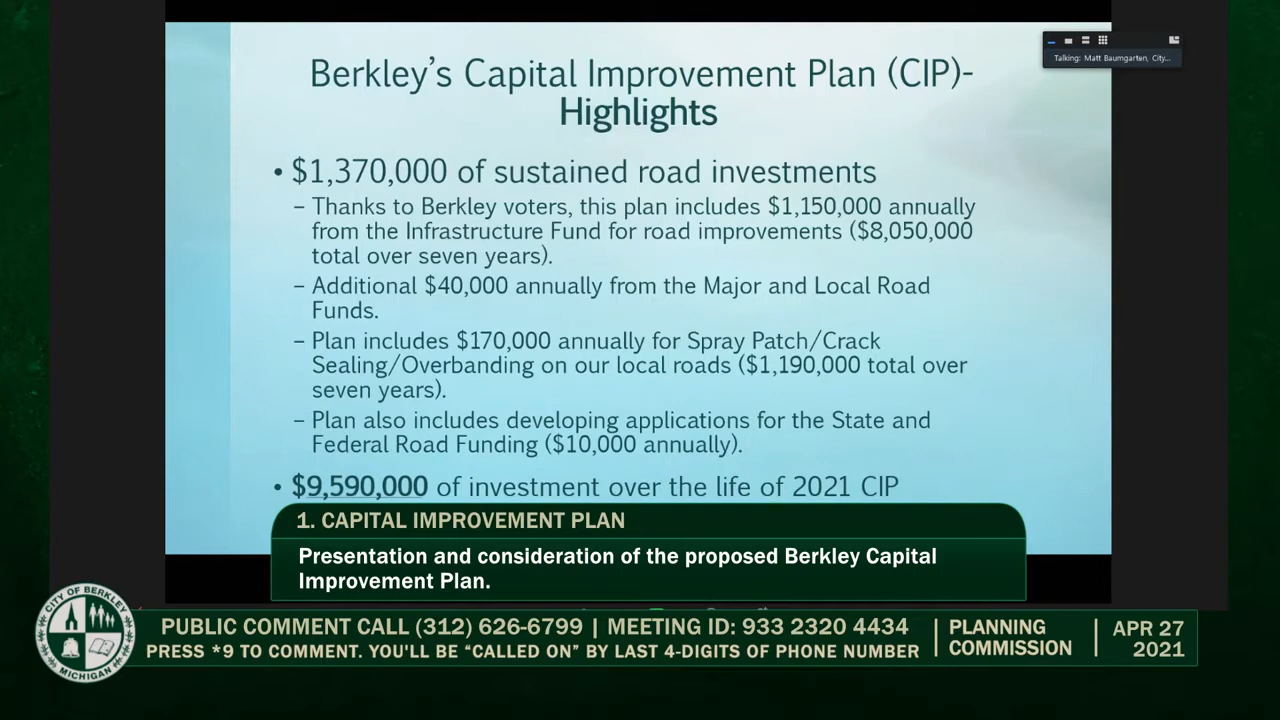 Berkley's Capital Improvement Plan (CIP)-
Highlights
Talking: Matt Baumgarten, City...
• $1,370,000 of sustained road investments
– Thanks to Berkley voters, this plan includes $1,150,000 annually
from the Infrastructure Fund for road improvements ($8,050,000
total over seven years).
– Additional $40,000 annually from the Major and Local Road
Funds.
– Plan includes $170,000 annually for Spray Patch/Crack
Sealing/Overbanding on our local roads ($1,190,000 total over
seven years).
– Plan also includes developing applications for the State and
Federal Road Funding ($10,000 annually).
• $9,590,000 of investment over the life of 2021 CIP
1. CAPITAL IMPROVEMENT PLAN
Presentation and consideration of the proposed Berkley Capital
Improvement Plan.
CITY OF BERKLEY
MICHIGAN
PUBLIC COMMENT CALL (312) 626-6799 | MEETING ID: 933 2320 4434
PRESS *9 TO COMMENT. YOU'LL BE “CALLED ON” BY LAST 4-DIGITS OF PHONE NUMBER
PLANNING
COMMISSION
APR 27
2021